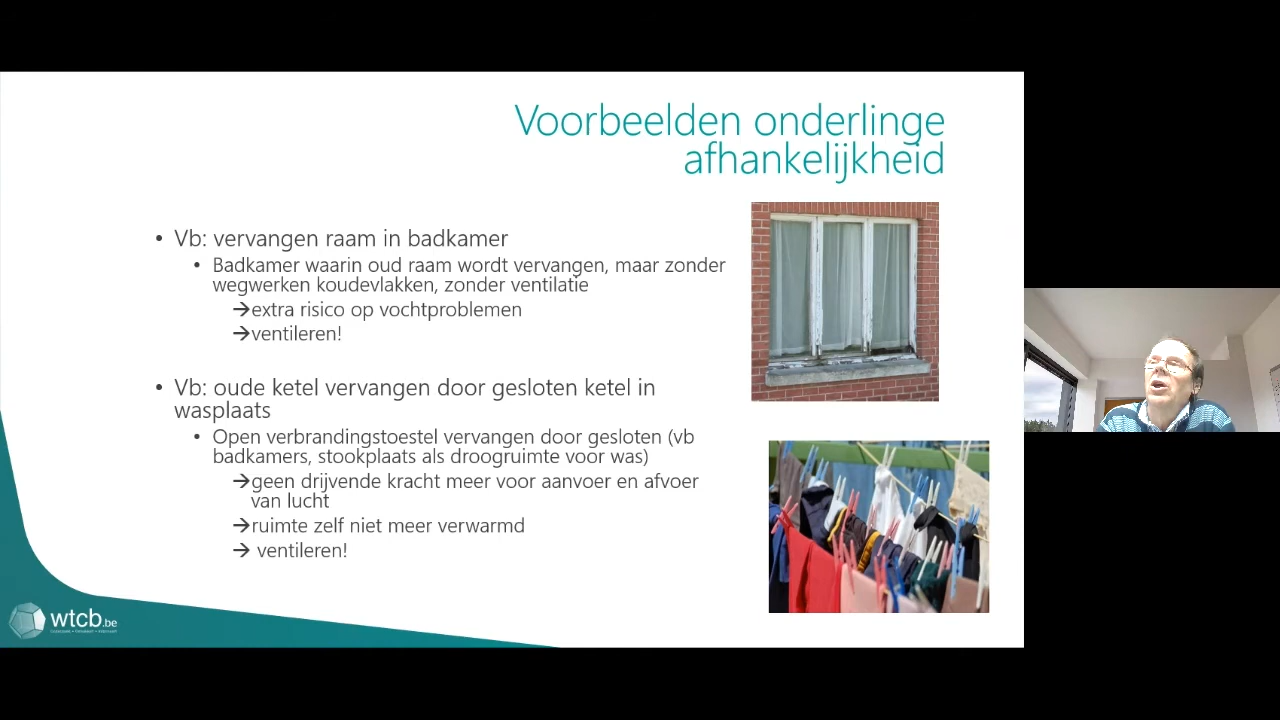 Voorbeelden onderlinge
afhankelijkheid
• Vb: vervangen raam in badkamer
• Badkamer waarin oud raam wordt vervangen, maar zonder
wegwerken koudevlakken, zonder ventilatie
→extra risico op vochtproblemen
→ventileren!
• Vb: oude ketel vervangen door gesloten ketel in
wasplaats
• Open verbrandingstoestel vervangen door gesloten (vb
badkamers, stookplaats als droogruimte voor was)
→geen drijvende kracht meer voor aanvoer en afvoer
van lucht
→ruimte zelf niet meer verwarmd
→ ventileren!
wtcb.be